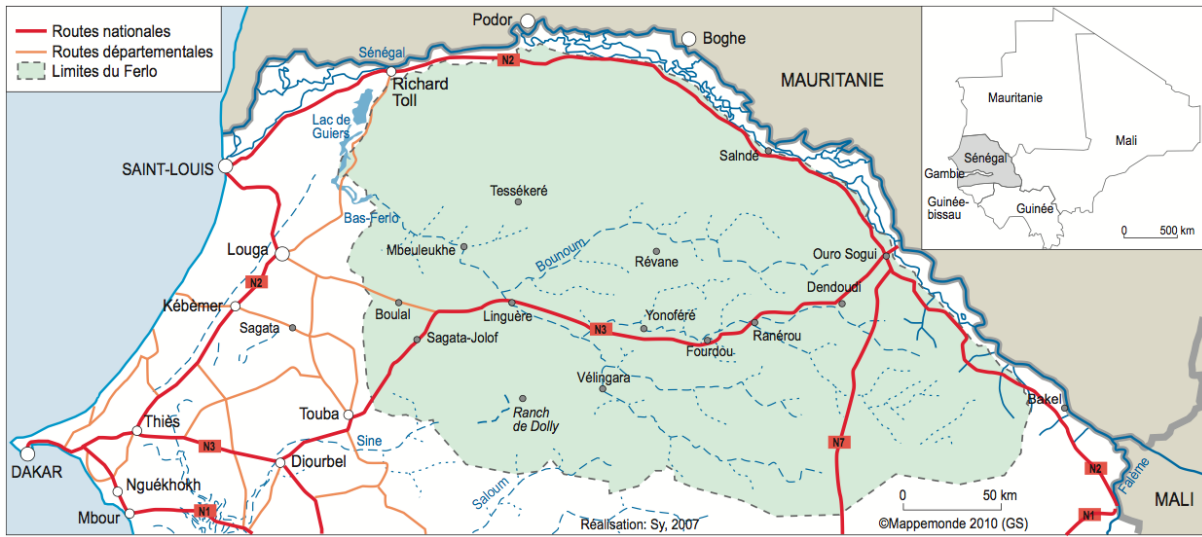 Routes nationales
Routes départementales
Limites du Ferlo
Podor
Boghe
MAURITANIE
Sénégal
N2
Richard
Toll
Lac de
Guiers
SAINT-LOUIS
Salndé
Tessékeré
Bas-Ferlo
Mbeuleukhe
Bounoum
Révane
Ouro Sogui
Louga
N2
Dendoudi
Kébémer
Boulal
Linguère
Yonoféré
Sagata
N3
Ranérou
Sagata-Jolof
Fourdou
Vélingara
Ranch
de Dolly
Bakel
Touba
Thiès
Sine
N3
N7
DAKAR
Diourbel
N2
Falémé
Saloum
Nguékhokh
0 50 km
MALI
Mbour
N1
N1
Réalisation: Sy, 2007
©Mappemonde 2010 (GS)
Mauritanie
Mali
Sénégal
Gambie
Guinée-
bissau
Guinée
0 500 km